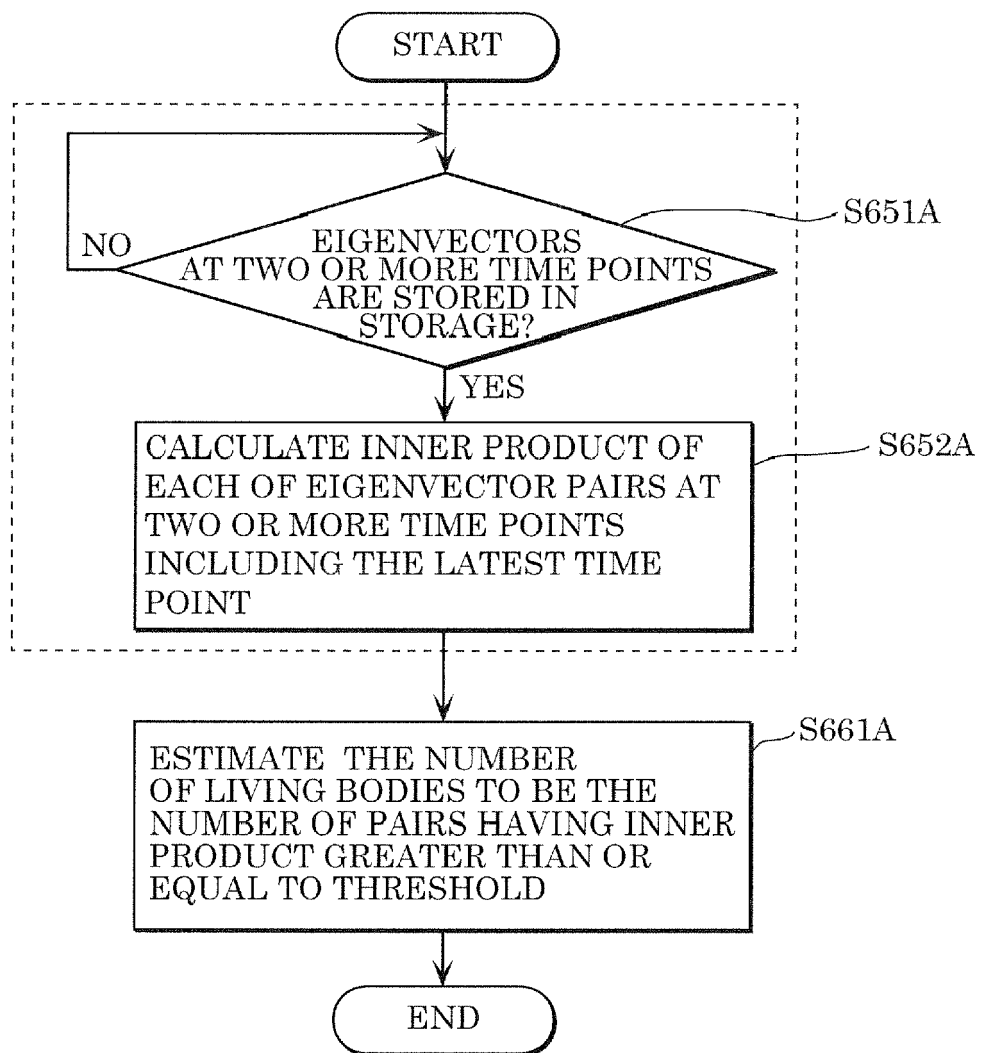 START
S651A
NO
EIGENVECTORS
AT TWO OR MORE TIME POINTS
ARE STORED IN
STORAGE?
YES
S652A
CALCULATE INNER PRODUCT OF
EACH OF EIGENVECTOR PAIRS AT
TWO OR MORE TIME POINTS
INCLUDING THE LATEST TIME
POINT
S661A
ESTIMATE THE NUMBER
OF LIVING BODIES TO BE THE
NUMBER OF PAIRS HAVING INNER
PRODUCT GREATER THAN OR
EQUAL TO THRESHOLD
END